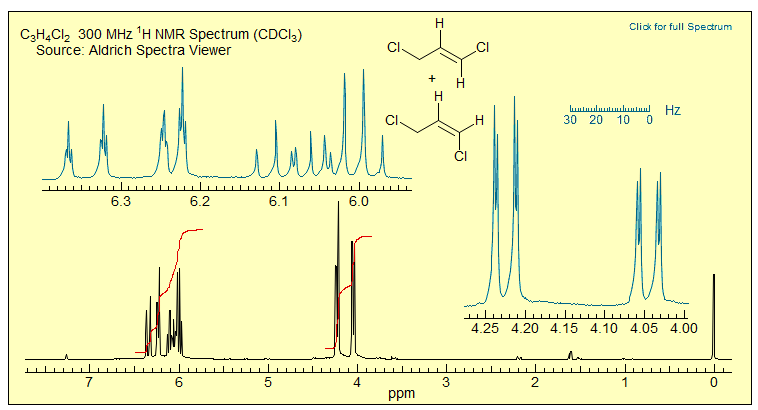 C₃H₄Cl₂ 300 MHz ¹H NMR Spectrum (CDCl₃)
Source: Aldrich Spectra Viewer
Click for full Spectrum
H
Cl
Cl
H
+
H
Cl
H
Cl
Hz
30 20 10 0
6.3 6.2 6.1 6.0
4.25 4.20 4.15 4.10 4.05 4.00
7 6 5 4 3 2 1 0
ppm